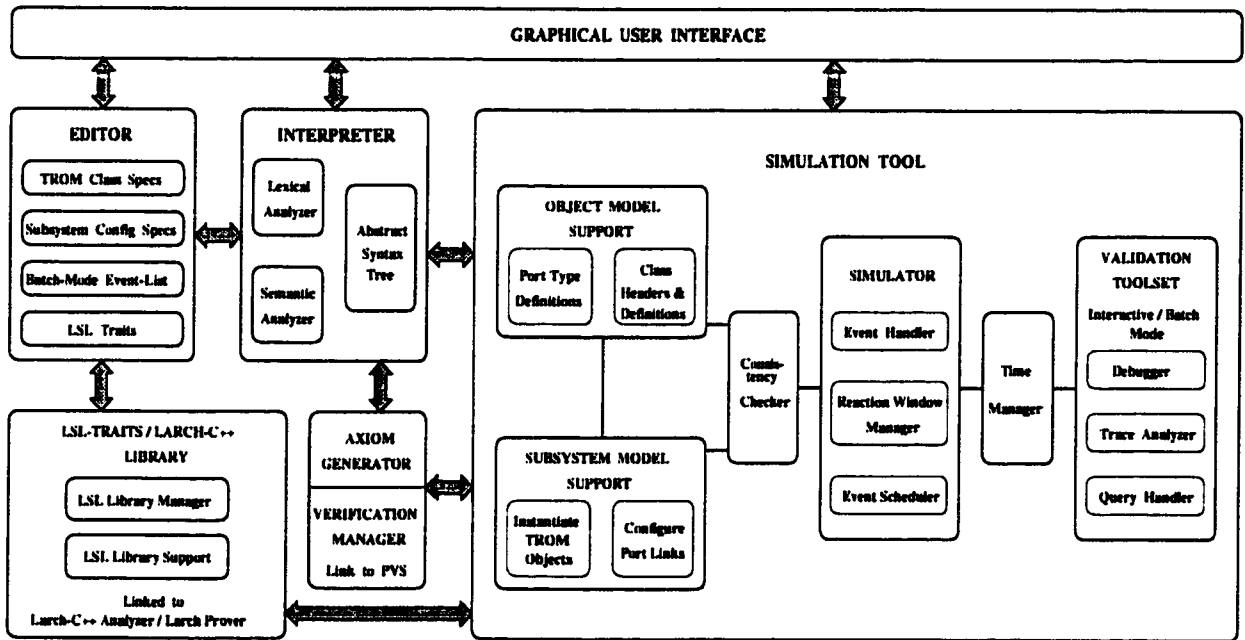 GRAPHICAL USER INTERFACE
EDITOR
TROM Class Specs
Subsystem Config Specs
Batch-Mode Event-List
LSL Traits
INTERPRETER
Lexical
Analyzer
Semantic
Analyzer
Abstract
Syntax
Tree
LSL-TRAITS / LARCH-C++
LIBRARY
LSL Library Manager
LSL Library Support
Linked to
Larch-C++ Analyzer / Larch Prover
AXIOM
GENERATOR
VERIFICATION
MANAGER
Link to PVS
SIMULATION TOOL
OBJECT MODEL
SUPPORT
Port Type
Definitions
Class
Headers &
Definitions
SUBSYSTEM MODEL
SUPPORT
Instantiate
TROM
Objects
Configure
Port Links
Consis-
tency
Checker
SIMULATOR
Event Handler
Reaction Window
Manager
Event Scheduler
Time
Manager
VALIDATION
TOOLSET
Interactive / Batch
Mode
Debugger
Trace Analyzer
Query Handler